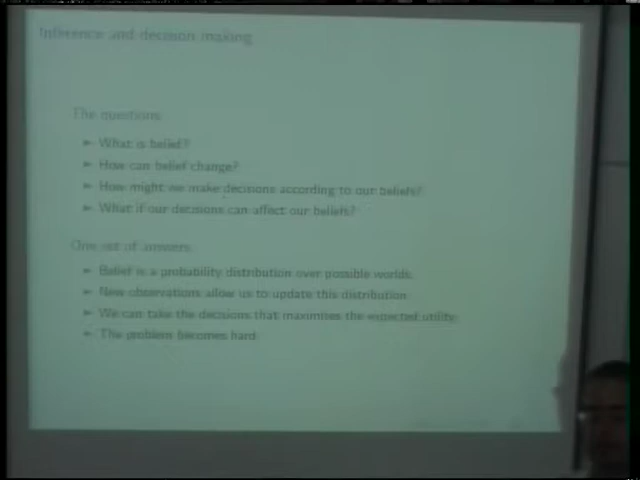 Inference and decision making
The questions
What is belief?
How can belief change?
How might we make decisions according to our beliefs?
What if our decisions can affect our beliefs?
One set of answers
Belief is a probability distribution over possible worlds.
New observations allow us to update this distribution.
We can take the decisions that maximises the expected utility.
The problem becomes hard.